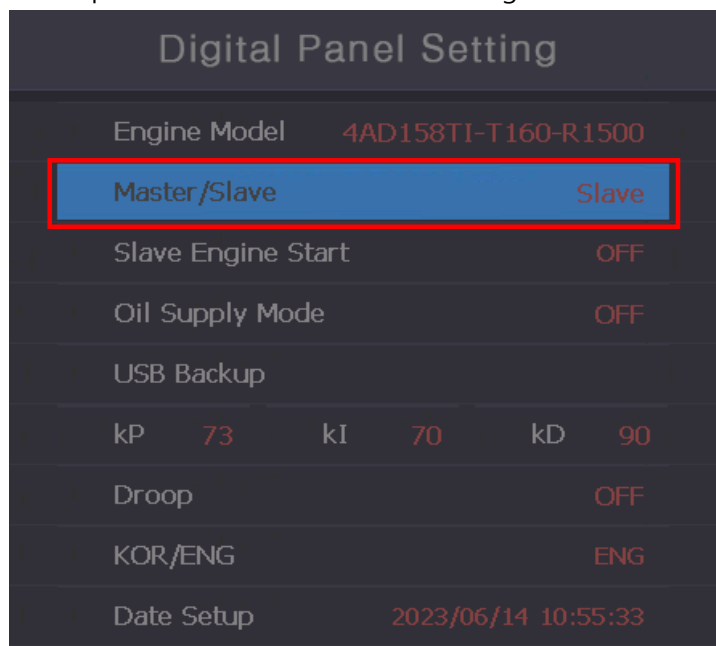 Digital Panel Setting
Engine Model 4AD158TI-T160-R1500
Master/Slave Slave
Slave Engine Start OFF
Oil Supply Mode OFF
USB Backup
kP 73 kI 70 kD 90
Droop OFF
KOR/ENG ENG
Date Setup 2023/06/14 10:55:33